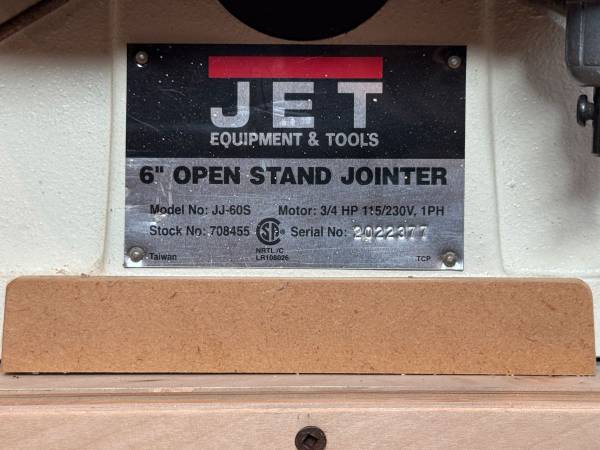 JET
EQUIPMENT & TOOLS
6" OPEN STAND JOINTER
Model No: JJ-60S Motor: 3/4 HP 115/230V, 1PH
Stock No: 708455 Serial No: 2022377
NRTL/C
Taiwan LR108026 TCP